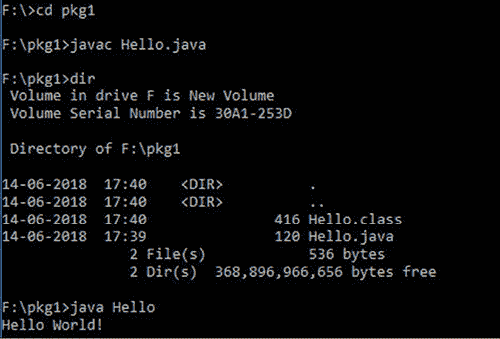 F:\>cd pkg1
F:\pkg1>javac Hello.java
F:\pkg1>dir
Volume in drive F is New Volume
Volume Serial Number is 30A1-253D
Directory of F:\pkg1
14-06-2018 17:40 <DIR> .
14-06-2018 17:40 <DIR> ..
14-06-2018 17:40 416 Hello.class
14-06-2018 17:39 120 Hello.java
2 File(s) 536 bytes
2 Dir(s) 368,896,966,656 bytes free
F:\pkg1>java Hello
Hello World!